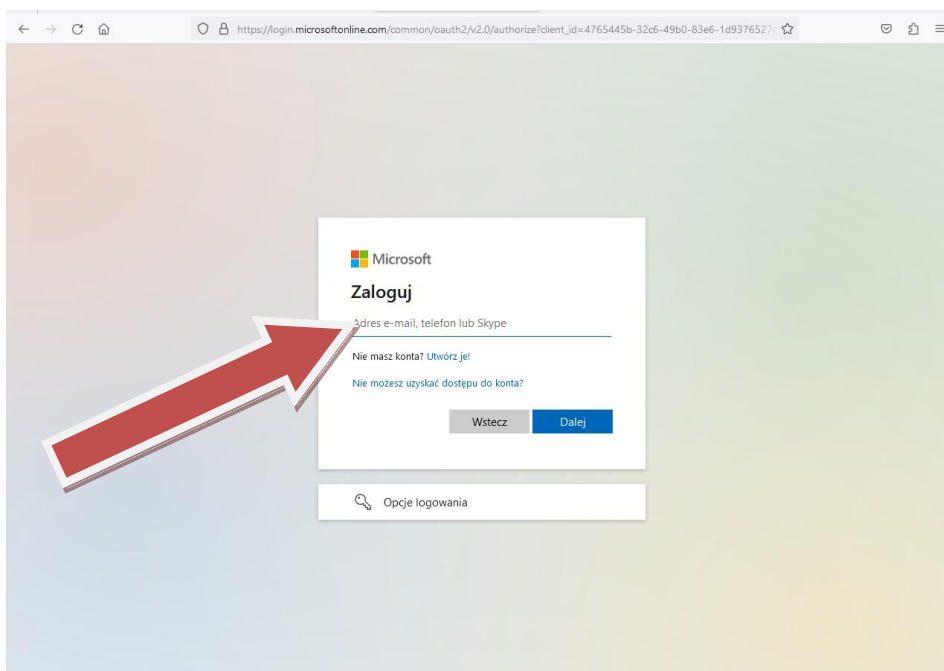 https://login.microsoftonline.com/common/oauth2/v2.0/authorize?client_id=4765445b-32c6-49b0-83e6-1d9376527
Microsoft
Zaloguj
Adres e-mail, telefon lub Skype
Nie masz konta? Utwórz je!
Nie możesz uzyskać dostępu do konta?
Wstecz Dalej
Opcje logowania